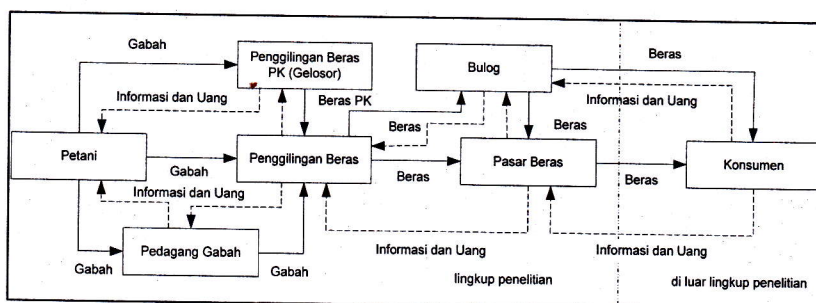 Gabah
Penggilingan Beras
PK (Gelosor)
Bulog
Beras
Informasi dan Uang
Beras PK
Informasi dan Uang
Beras
Beras
Petani
Gabah
Penggilingan Beras
Beras
Pasar Beras
Beras
Konsumen
Informasi dan Uang
Gabah
Pedagang Gabah
Gabah
Informasi dan Uang
Informasi dan Uang
lingkup penelitian
di luar lingkup penelitian